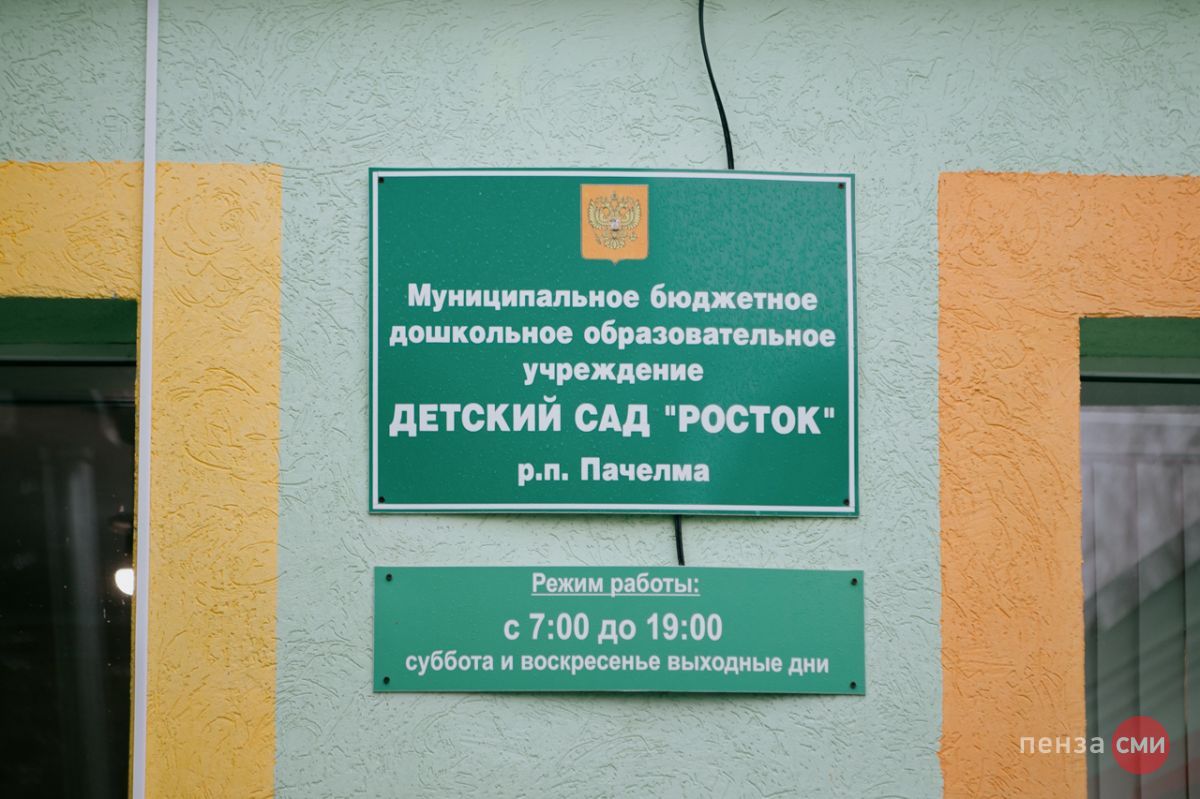 Муниципальное бюджетное
дошкольное образовательное
учреждение
ДЕТСКИЙ САД "РОСТОК"
р.п. Пачелма
Режим работы:
с 7:00 до 19:00
суббота и воскресенье выходные дни
пенза сми